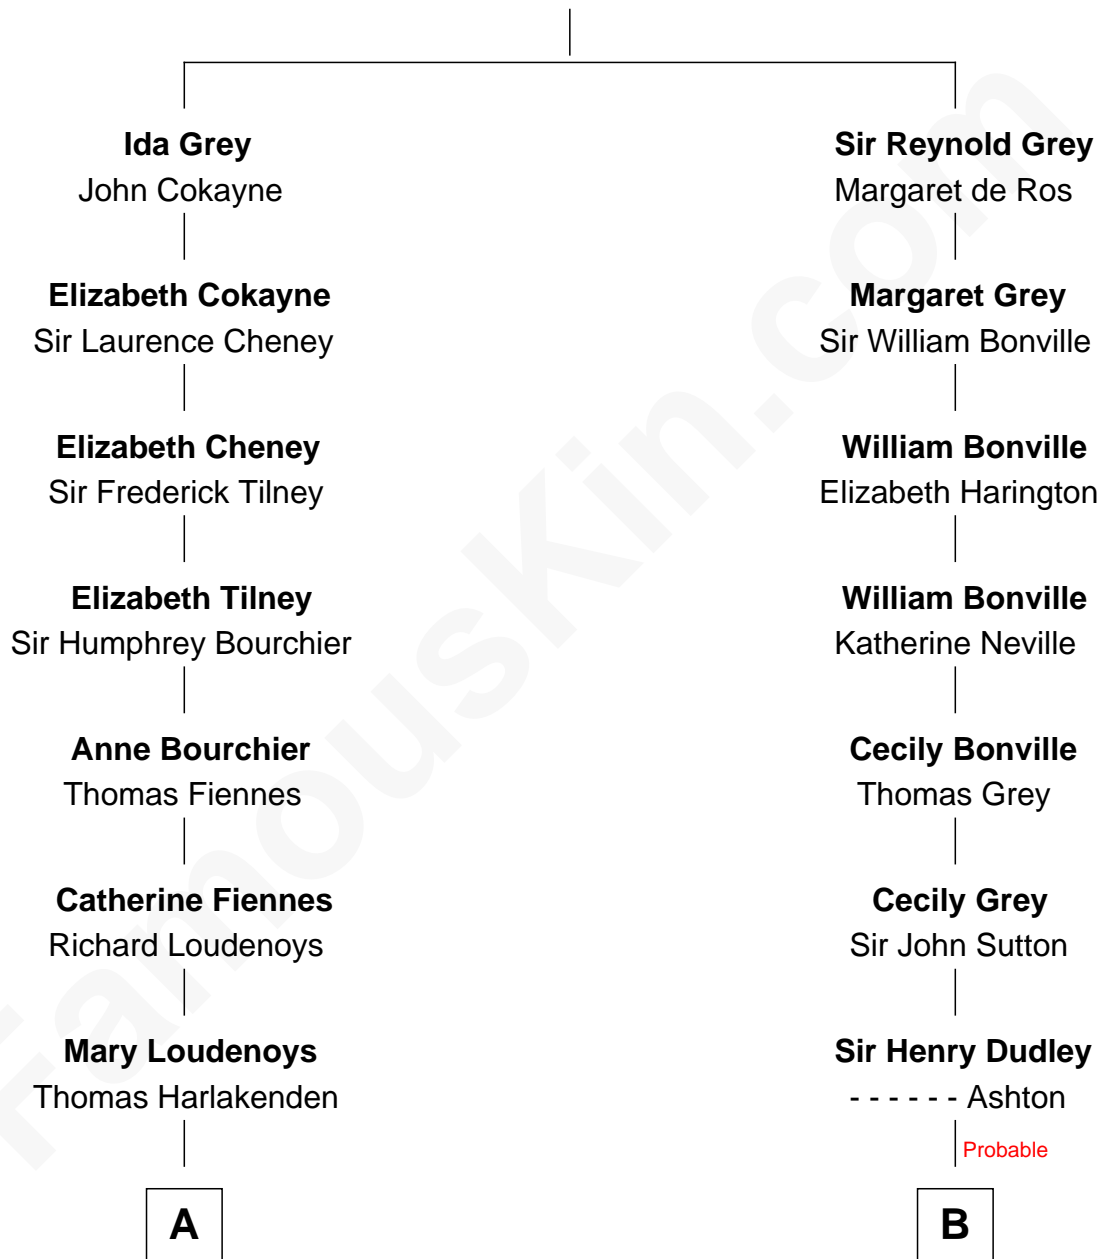 Ida Grey
John Cokayne
Sir Reynold Grey
Margaret de Ros
Elizabeth Cokayne
Sir Laurence Cheney
Margaret Grey
Sir William Bonville
Elizabeth Cheney
Sir Frederick Tilney
William Bonville
Elizabeth Harington
Elizabeth Tilney
Sir Humphrey Bourchier
William Bonville
Katherine Neville
Anne Bourchier
Thomas Fiennes
Cecily Bonville
Thomas Grey
Catherine Fiennes
Richard Loudenoys
Cecily Grey
Sir John Sutton
Mary Loudenoys
Thomas Harlakenden
Sir Henry Dudley
- - - - - - Ashton
Probable
A
B
FamousKin.com